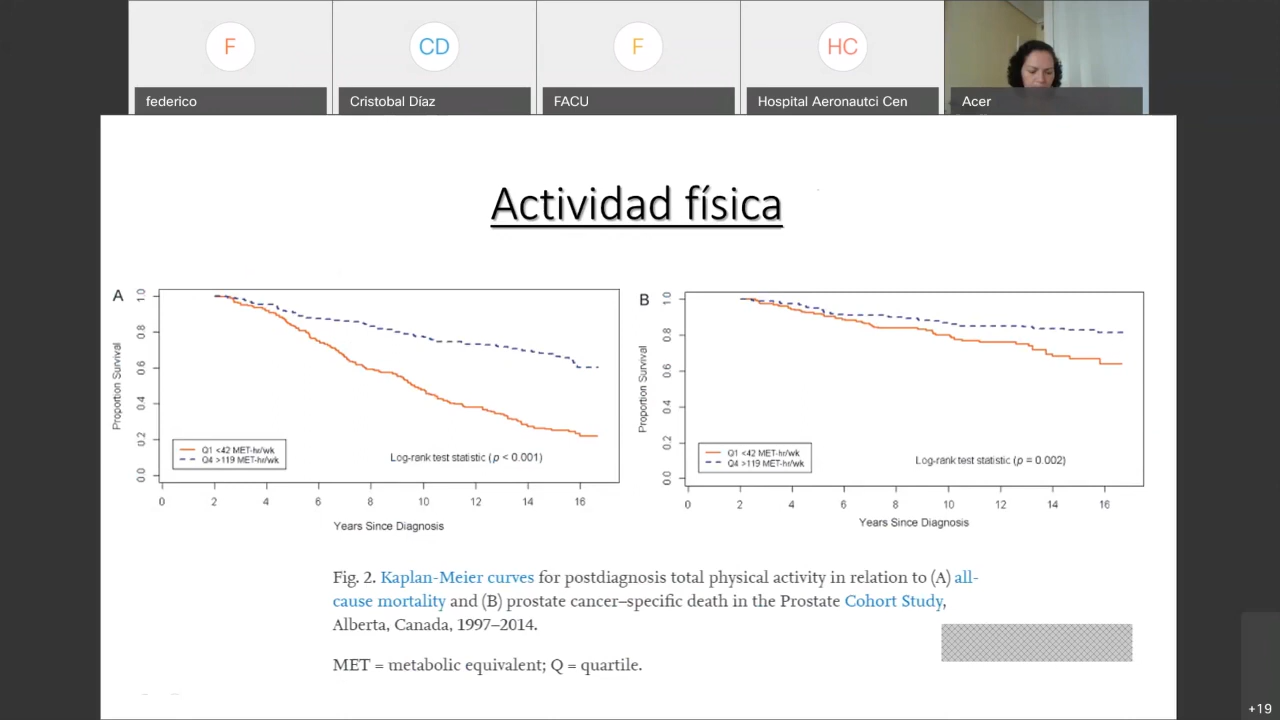 F
CD
F
HC
federico
Cristobal Díaz
FACU
Hospital Aeronautci Cen
Acer
Actividad física
A
1.0
0.8
0.6
0.4
0.2
0.0
Proportion Survival
Q1 <42 MET-hr/wk
Q4 >119 MET-hr/wk
Log-rank test statistic (p < 0.001)
0 2 4 6 8 10 12 14 16
Years Since Diagnosis
B
1.0
0.8
0.6
0.4
0.2
0.0
Proportion Survival
Q1 <42 MET-hr/wk
Q4 >119 MET-hr/wk
Log-rank test statistic (p = 0.002)
0 2 4 6 8 10 12 14 16
Years Since Diagnosis
Fig. 2. Kaplan-Meier curves for postdiagnosis total physical activity in relation to (A) all-
cause mortality and (B) prostate cancer–specific death in the Prostate Cohort Study,
Alberta, Canada, 1997–2014.
MET = metabolic equivalent; Q = quartile.
+19